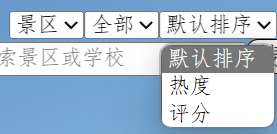 景区 全部 默认排序
索景区或学校
默认排序
热度
评分